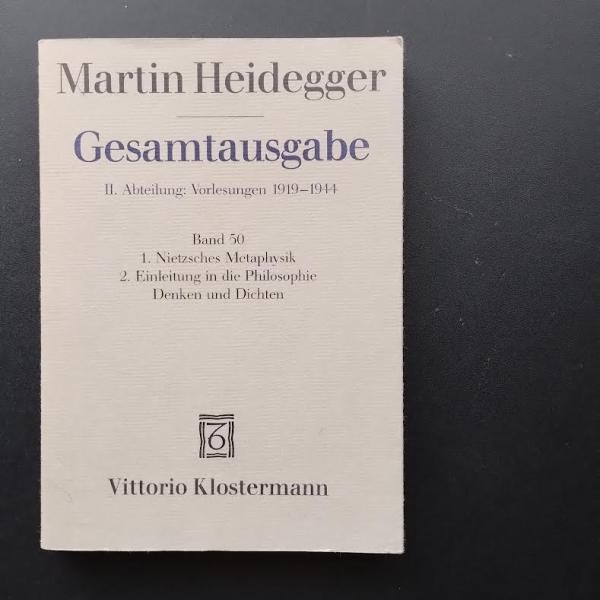 Martin Heidegger
Gesamtausgabe
II. Abteilung: Vorlesungen 1919–1944
Band 50
1. Nietzsches Metaphysik
2. Einleitung in die Philosophie
Denken und Dichten
Vittorio Klostermann